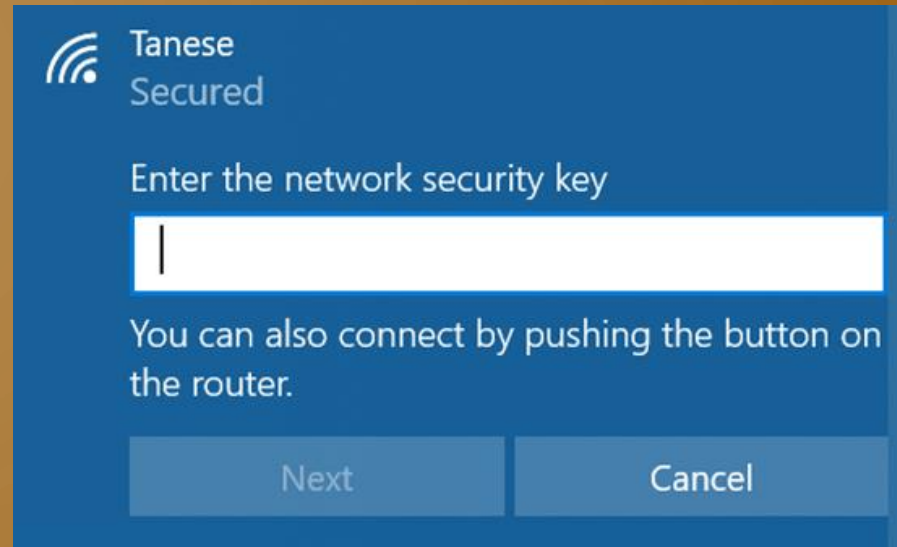 Tanese
Secured
Enter the network security key
You can also connect by pushing the button on
the router.
Next
Cancel